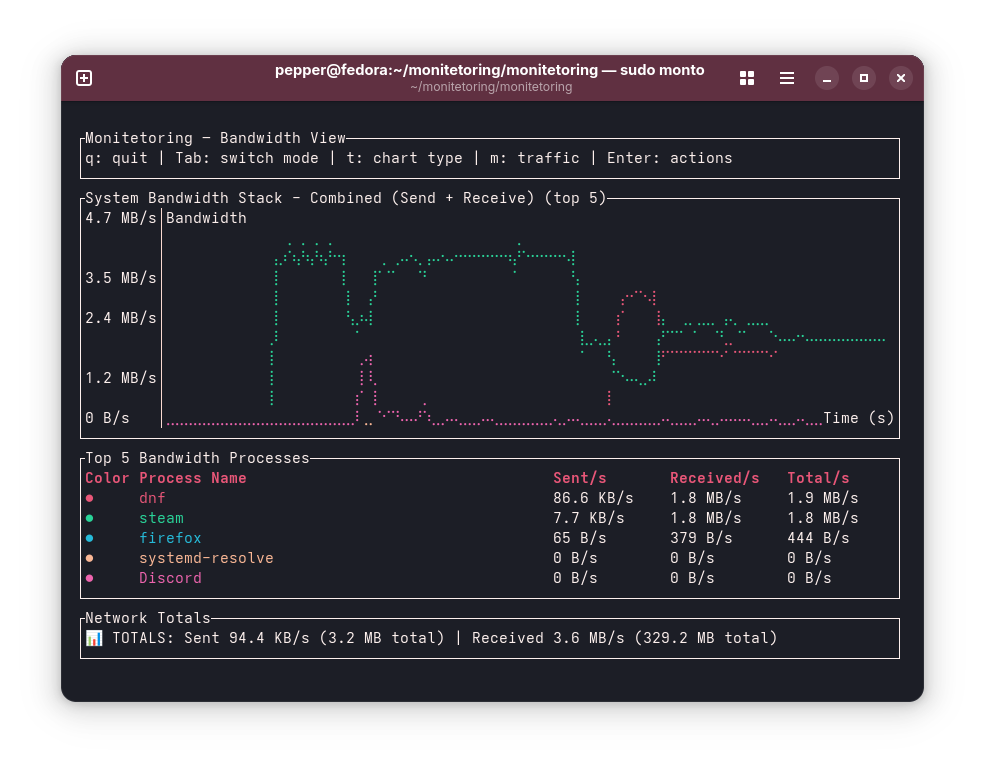 pepper@fedora:~/monitetoring/monitetoring — sudo monto
~/monitetoring/monitetoring
Monitetoring — Bandwidth View
q: quit | Tab: switch mode | t: chart type | m: traffic | Enter: actions
System Bandwidth Stack - Combined (Send + Receive) (top 5)
4.7 MB/s Bandwidth
3.5 MB/s
2.4 MB/s
1.2 MB/s
0 B/s Time (s)
Top 5 Bandwidth Processes
Color Process Name Sent/s Received/s Total/s
● dnf 86.6 KB/s 1.8 MB/s 1.9 MB/s
● steam 7.7 KB/s 1.8 MB/s 1.8 MB/s
● firefox 65 B/s 379 B/s 444 B/s
● systemd-resolve 0 B/s 0 B/s 0 B/s
● Discord 0 B/s 0 B/s 0 B/s
Network Totals
📊 TOTALS: Sent 94.4 KB/s (3.2 MB total) | Received 3.6 MB/s (329.2 MB total)